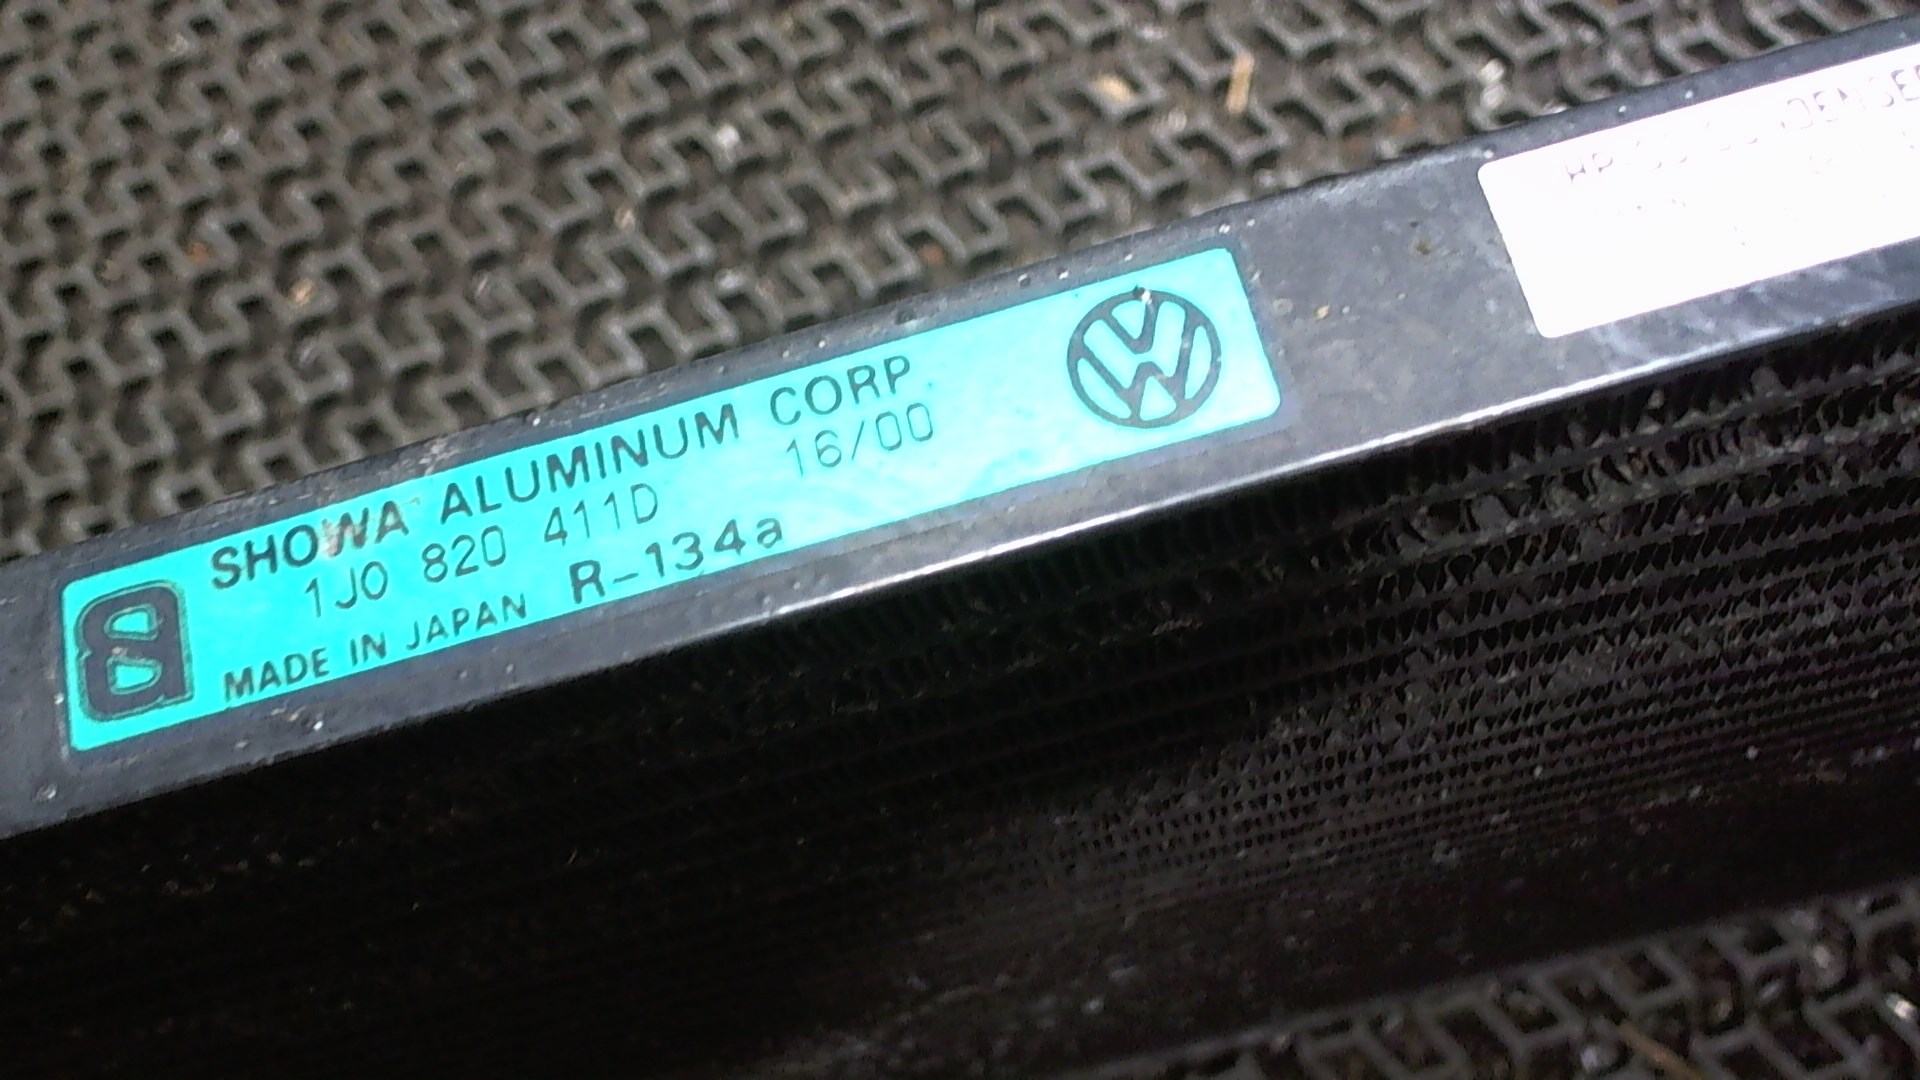 SHOWA ALUMINUM CORP
1J0 820 411D 16/00
MADE IN JAPAN R-134a